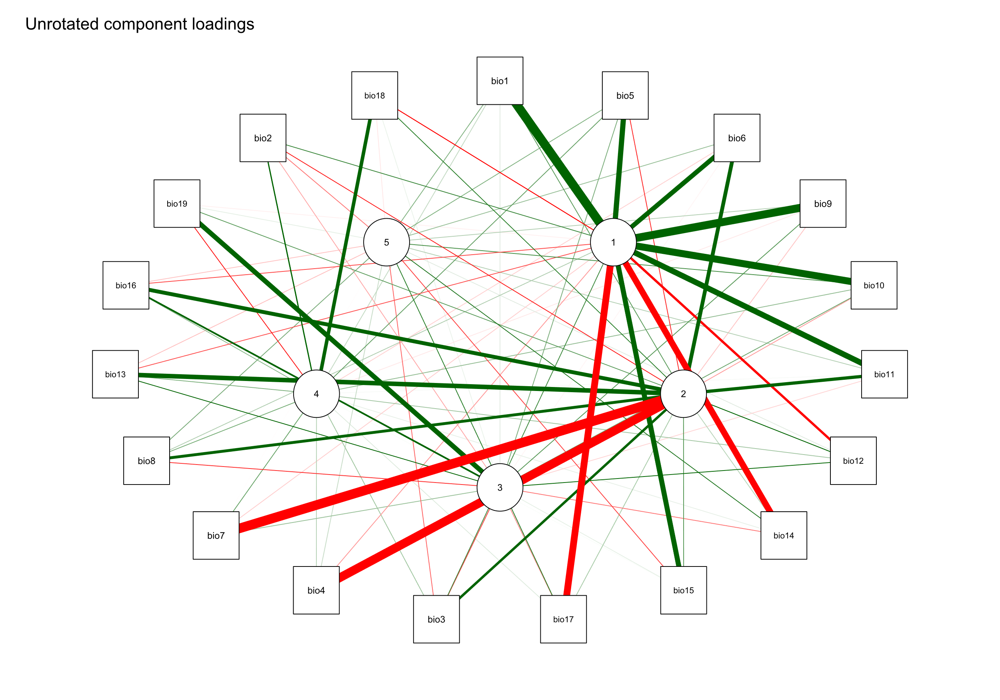 Unrotated component loadings
bio1
bio18
bio5
bio2
bio6
bio19
bio9
5
1
bio16
bio10
bio13
bio11
4
2
bio8
bio12
3
bio7
bio14
bio4
bio15
bio3
bio17